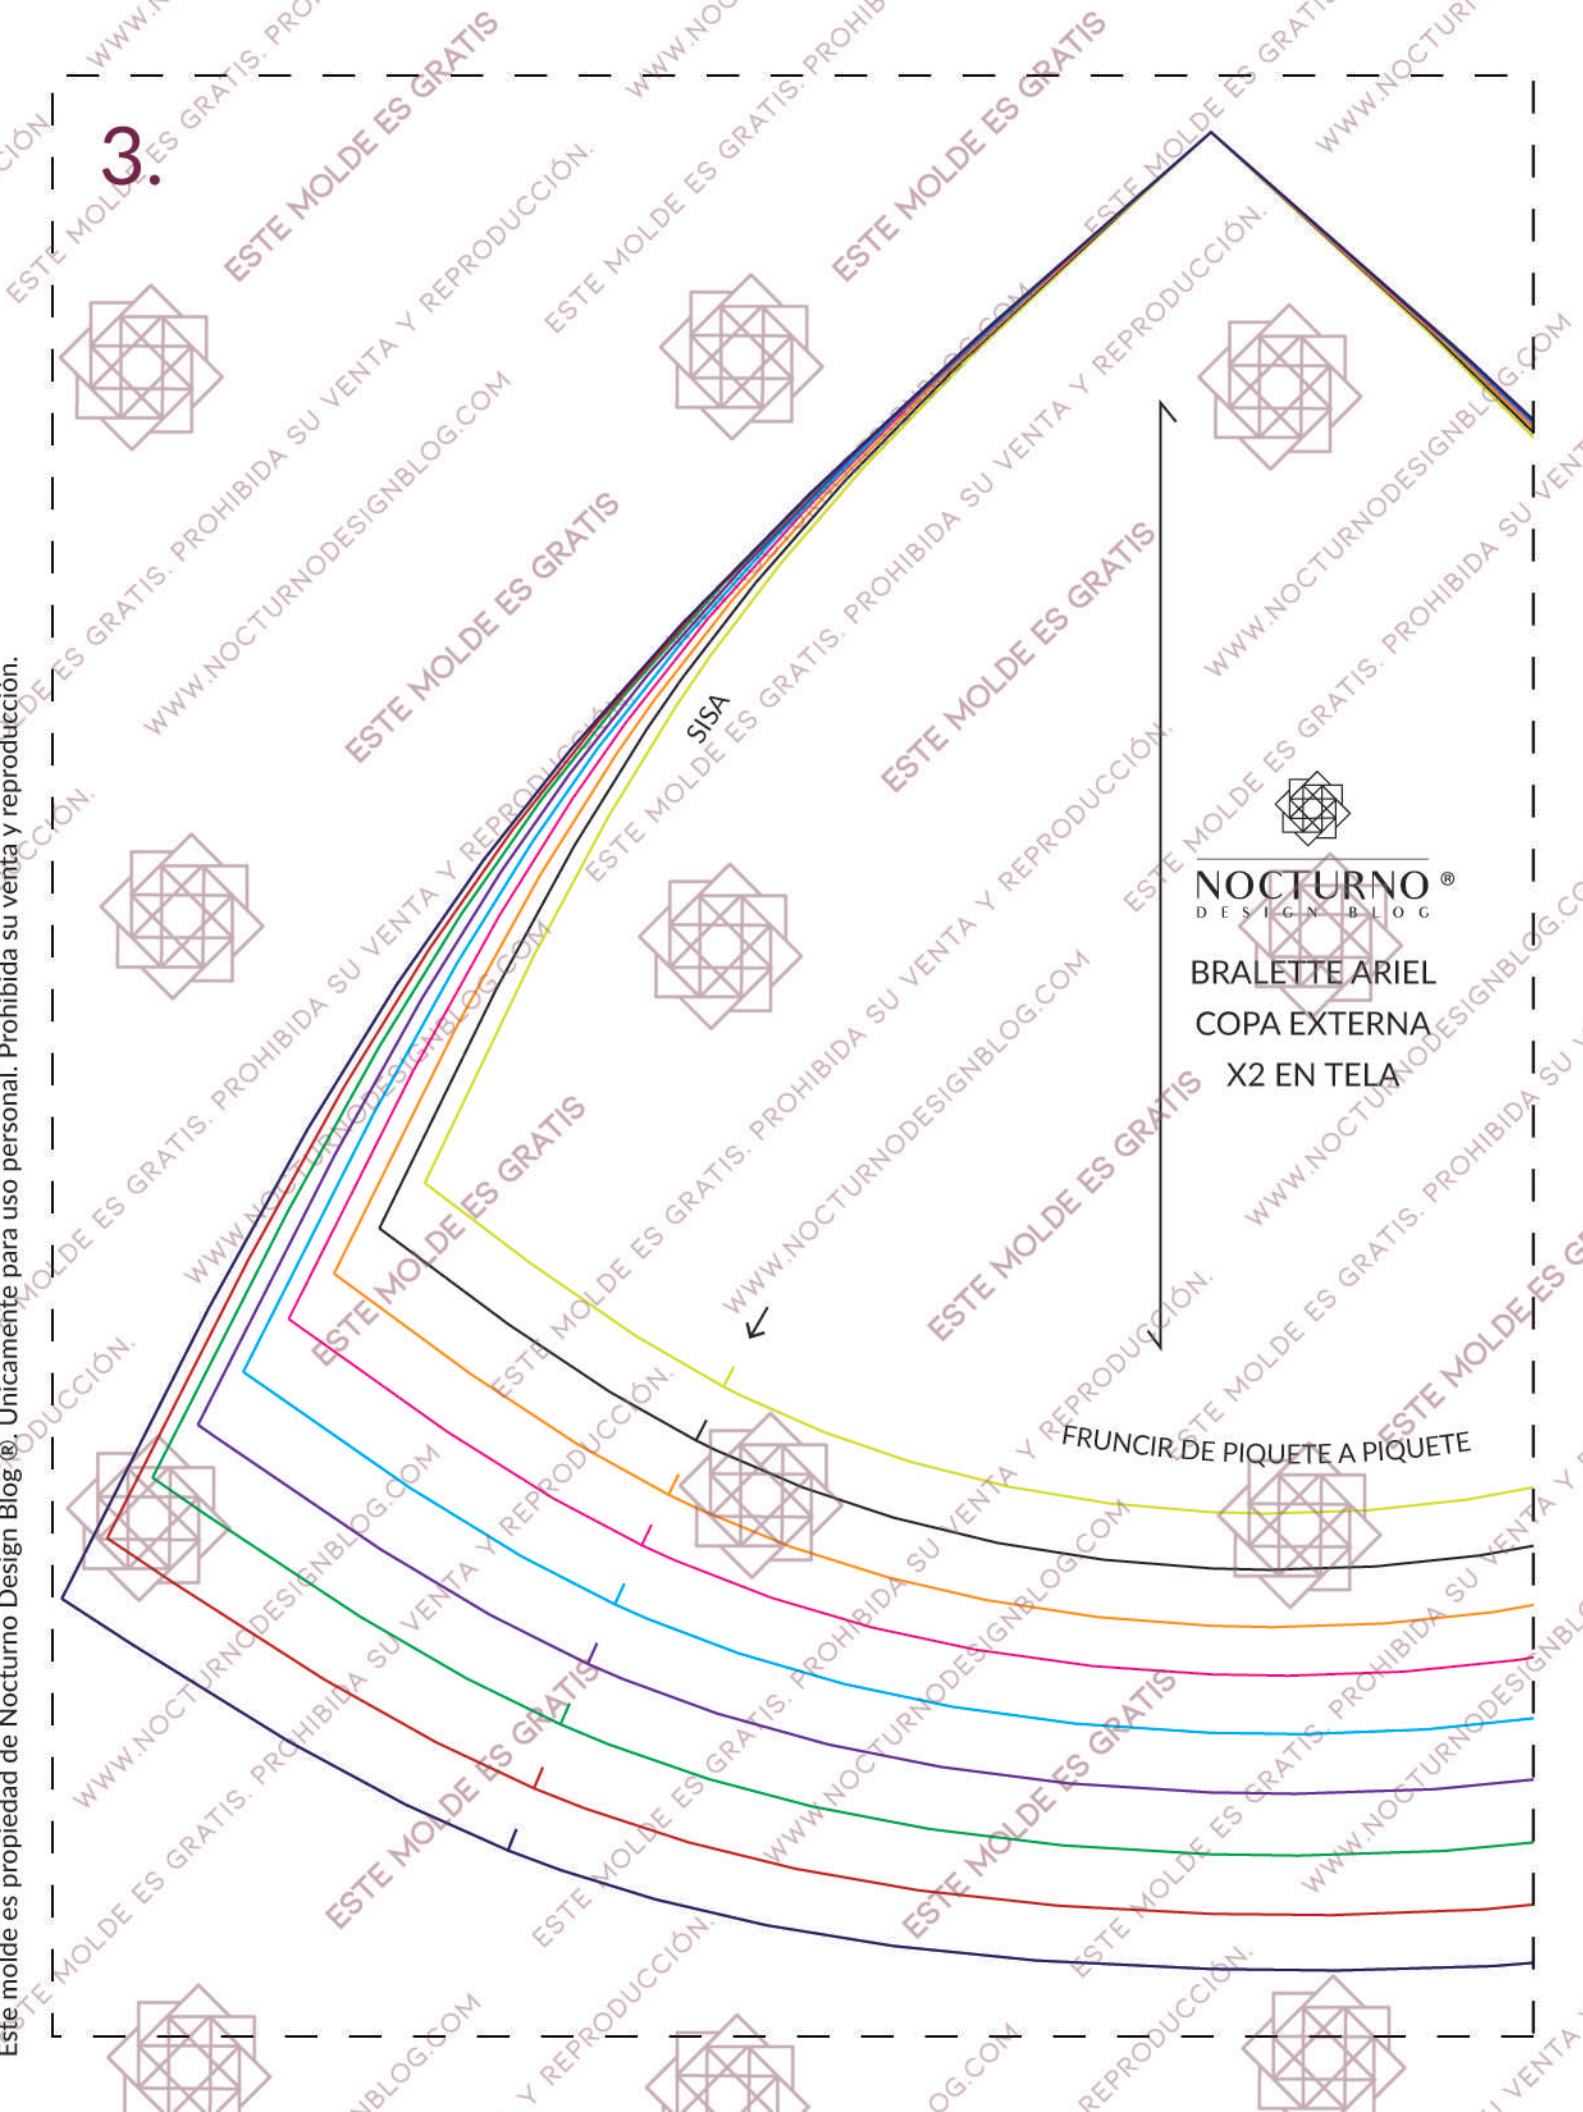 3.
SISA
NOCTURNO ®
DESIGN BLOG
BRALETTE ARIEL
COPA EXTERNA
X2 EN TELA
FRUNCIR DE PIQUETE A PIQUETE
Este molde es propiedad de Nocturno Design Blog ®. Unicamente para uso personal. Prohibida su venta y reproducción.
ESTE MOLDE ES GRATIS
ESTE MOLDE ES GRATIS. PROHIBIDA SU VENTA Y REPRODUCCIÓN.
WWW.NOCTURNODESIGNBLOG.COM